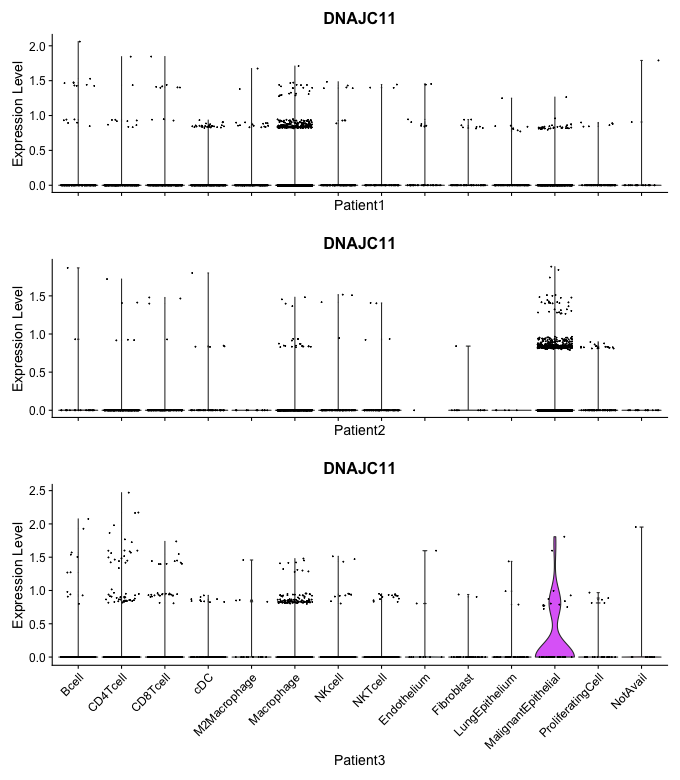 DNAJC11
Expression Level
2.0
1.5
1.0
0.5
0.0
Patient1
DNAJC11
Expression Level
1.5
1.0
0.5
0.0
Patient2
DNAJC11
Expression Level
2.5
2.0
1.5
1.0
0.5
0.0
Bcell
CD4Tcell
CD8Tcell
cDC
M2Macrophage
Macrophage
NKcell
NKTcell
Endothelium
Fibroblast
LungEpithelium
MalignantEpithelial
ProliferatingCell
NotAvail
Patient3